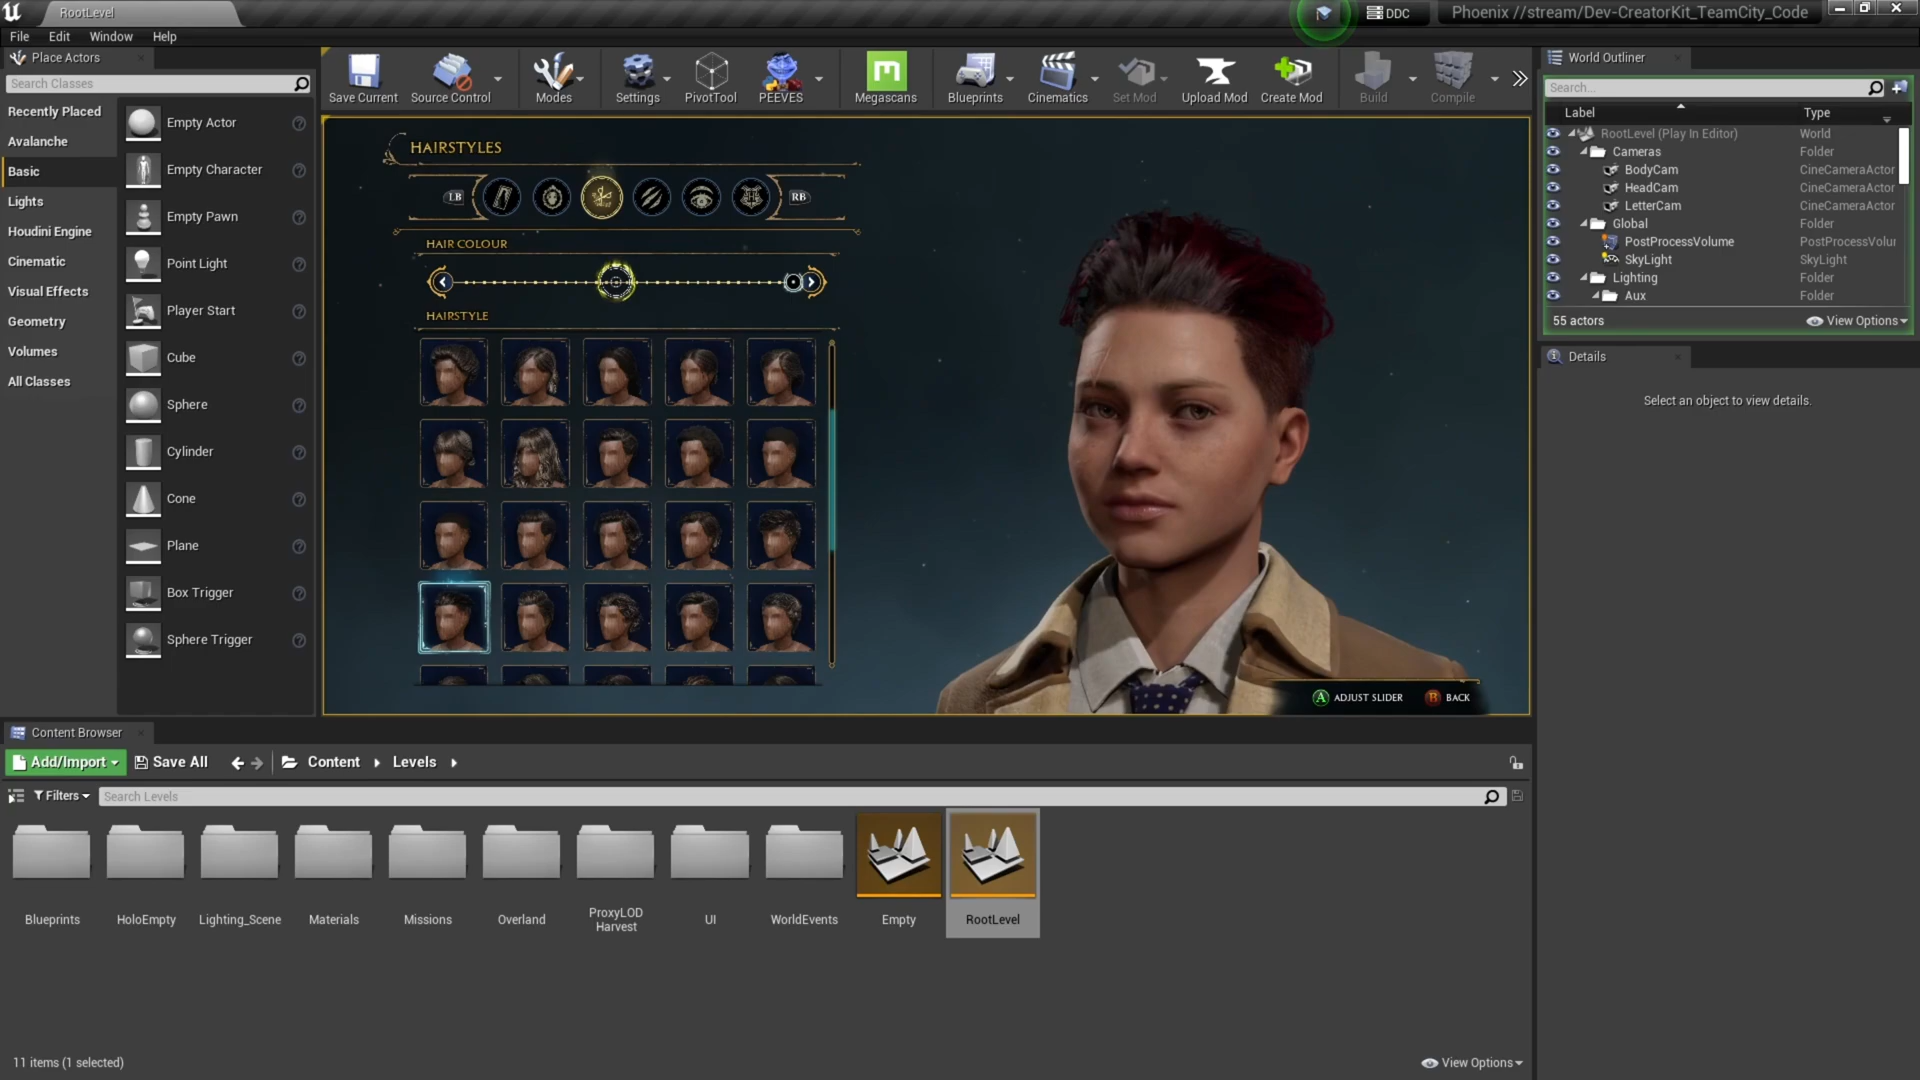 RootLevel
DDC
Phoenix //stream/Dev-CreatorKit_TeamCity_Code
File Edit Window Help
Place Actors
Search Classes
Recently Placed
Avalanche
Basic
Lights
Houdini Engine
Cinematic
Visual Effects
Geometry
Volumes
All Classes
Empty Actor
Empty Character
Empty Pawn
Point Light
Player Start
Cube
Sphere
Cylinder
Cone
Plane
Box Trigger
Sphere Trigger
Save Current
Source Control
Modes
Settings
PivotTool
PEEVES
Megascans
Blueprints
Cinematics
Set Mod
Upload Mod
Create Mod
Build
Compile
HAIRSTYLES
LB
RB
HAIR COLOUR
HAIRSTYLE
A ADJUST SLIDER
B BACK
World Outliner
Search...
Label Type
RootLevel (Play In Editor) World
Cameras Folder
BodyCam CineCameraActor
HeadCam CineCameraActor
LetterCam CineCameraActor
Global Folder
PostProcessVolume PostProcessVolur
SkyLight SkyLight
Lighting Folder
Aux Folder
55 actors
View Options
Details
Select an object to view details.
Content Browser
Add/Import
Save All
Content
Levels
Filters
Search Levels
Blueprints
HoloEmpty
Lighting_Scene
Materials
Missions
Overland
ProxyLOD
Harvest
UI
WorldEvents
Empty
RootLevel
11 items (1 selected)
View Options